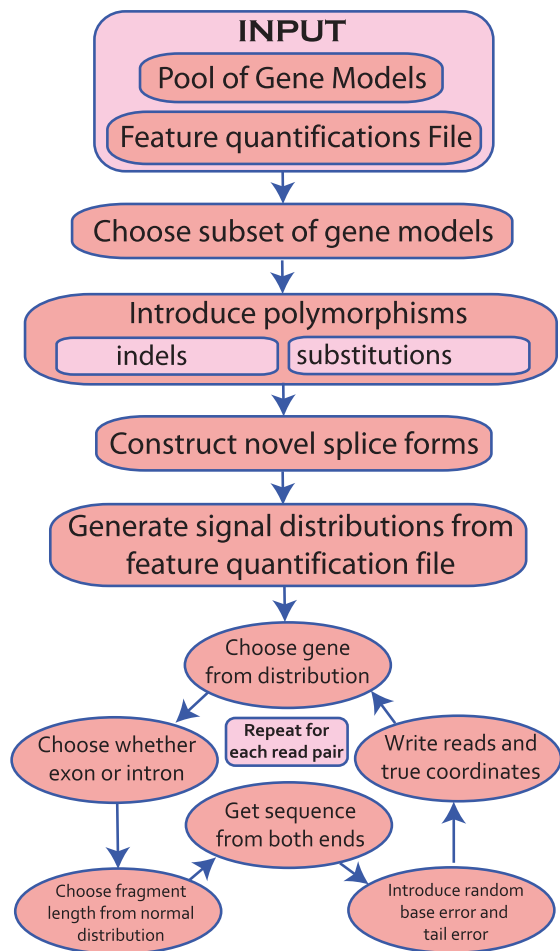 INPUT
Pool of Gene Models
Feature quantifications File
Choose subset of gene models
Introduce polymorphisms
indels
substitutions
Construct novel splice forms
Generate signal distributions from
feature quantification file
Choose gene
from distribution
Choose whether
exon or intron
Repeat for
each read pair
Write reads and
true coordinates
Get sequence
from both ends
Choose fragment
length from normal
distribution
Introduce random
base error and
tail error